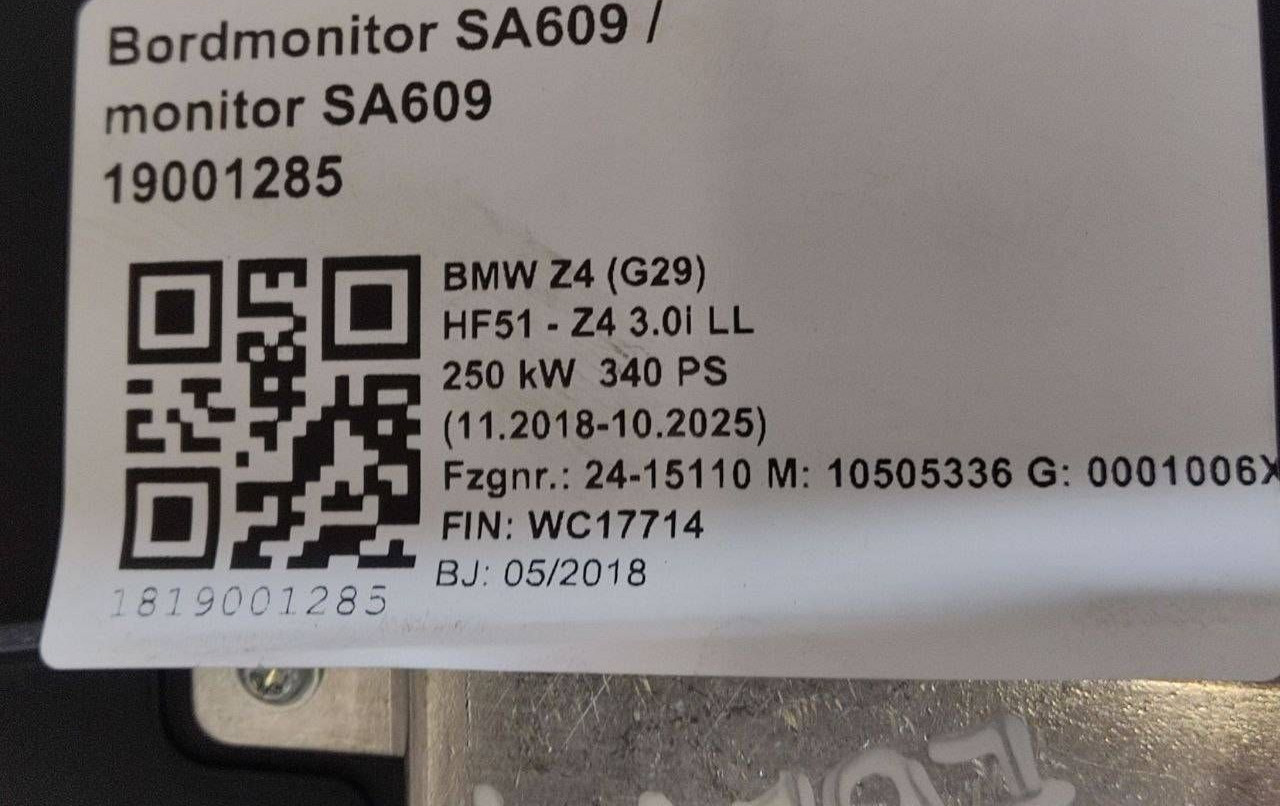 Bordmonitor SA609 /
monitor SA609
19001285
BMW Z4 (G29)
HF51 - Z4 3.0i LL
250 kW 340 PS
(11.2018-10.2025)
Fzgnr.: 24-15110 M: 10505336 G: 0001006X
FIN: WC17714
BJ: 05/2018
1819001285